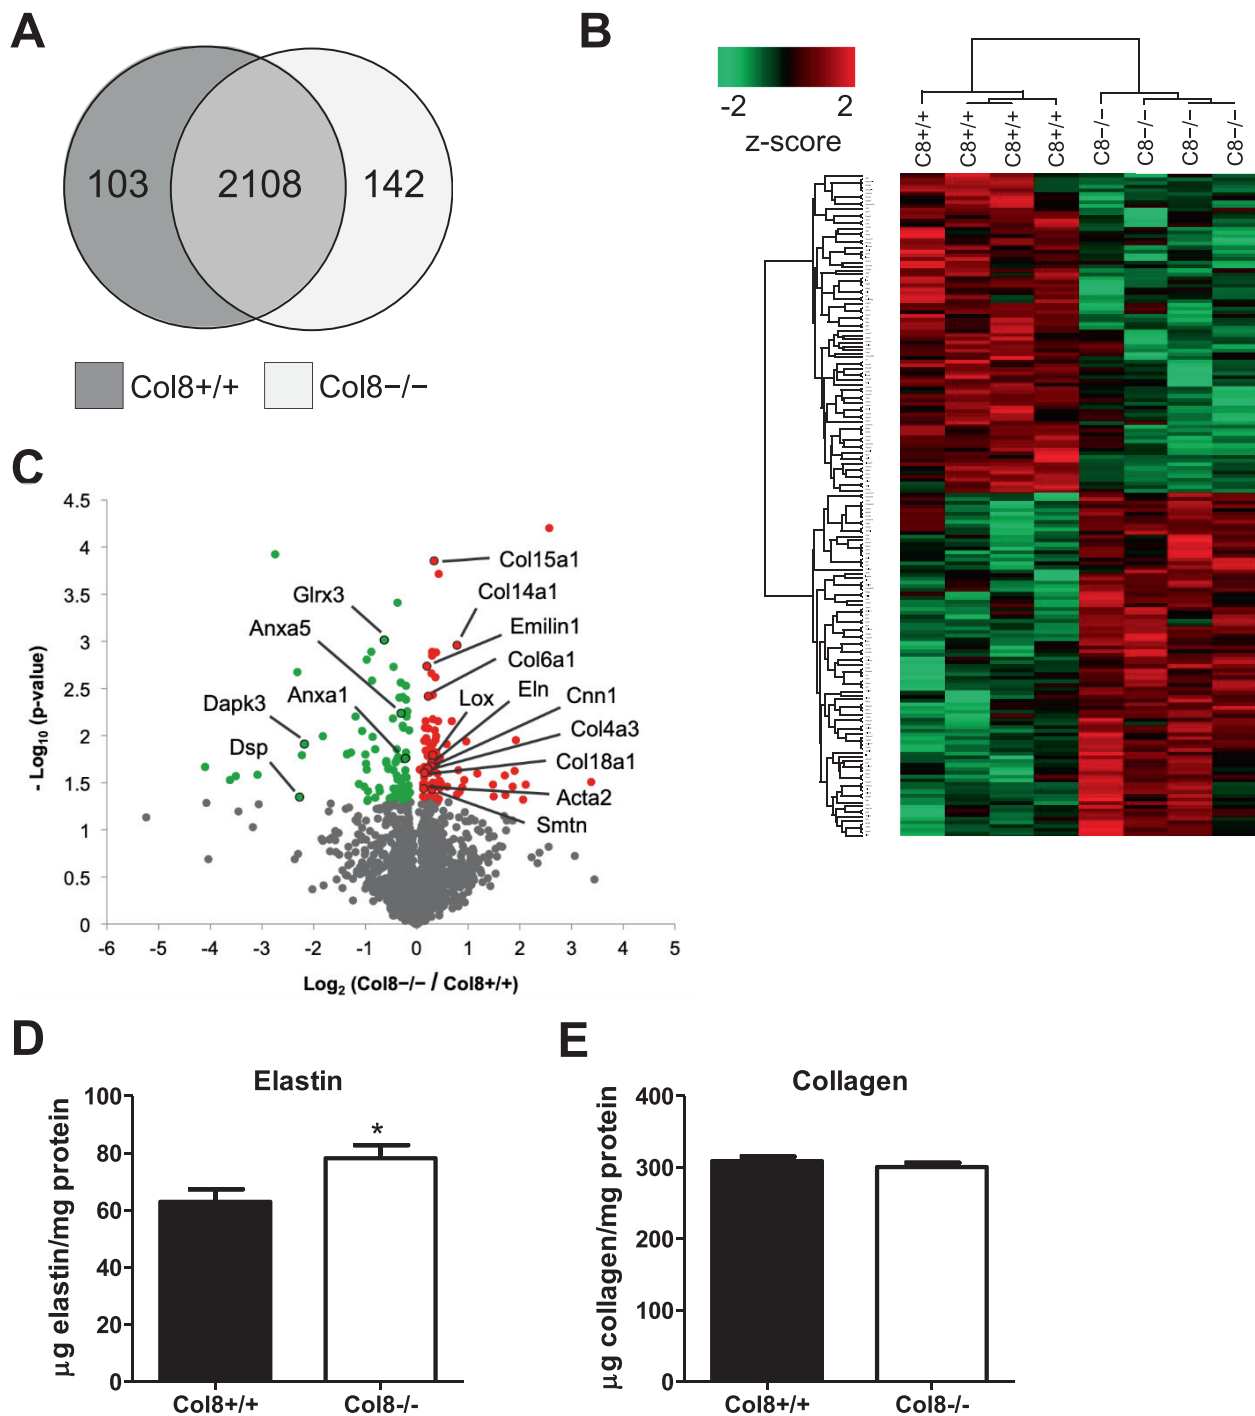 A
103 2108 142
Col8+/+ Col8−/−
B
-2 2
z-score
C8+/+ C8+/+ C8+/+ C8+/+ C8−/− C8−/− C8−/− C8−/−
C
- Log10 (p-value)
4.5
4
3.5
3
2.5
2
1.5
1
0.5
0
-6 -5 -4 -3 -2 -1 0 1 2 3 4 5
Log2 (Col8−/− / Col8+/+)
Glrx3
Anxa5
Anxa1
Dapk3
Dsp
Col15a1
Col14a1
Emilin1
Col6a1
Lox Eln Cnn1
Col4a3
Col18a1
Acta2
Smtn
D
Elastin
µg elastin/mg protein
100
80
60
40
20
0
*
Col8+/+ Col8-/-
E
Collagen
µg collagen/mg protein
400
300
200
100
0
Col8+/+ Col8-/-